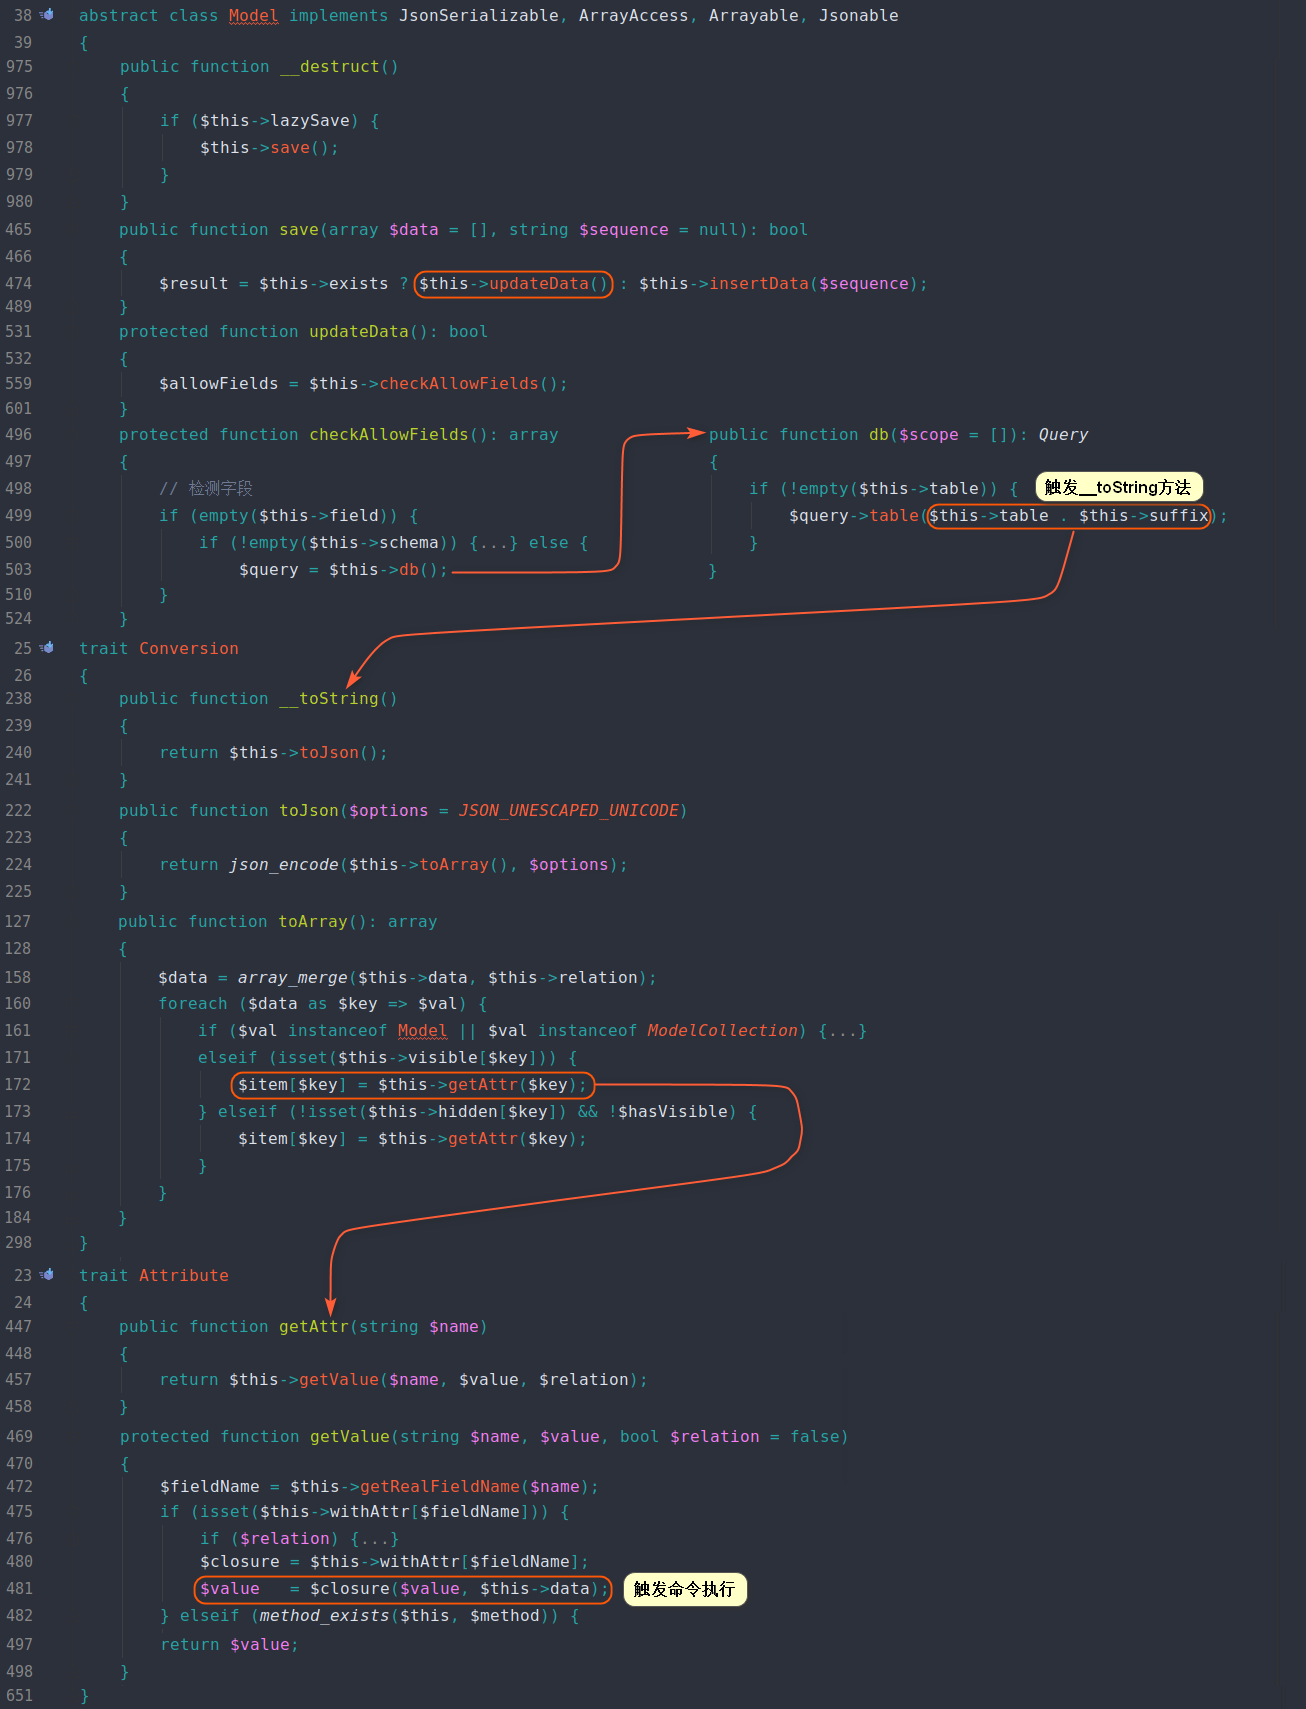 38 abstract class Model implements JsonSerializable, ArrayAccess, Arrayable, Jsonable
39 {
975 public function __destruct()
976 {
977 if ($this->lazySave) {
978 $this->save();
979 }
980 }
465 public function save(array $data = [], string $sequence = null): bool
466 {
474 $result = $this->exists ? $this->updateData() : $this->insertData($sequence);
489 }
531 protected function updateData(): bool
532 {
559 $allowFields = $this->checkAllowFields();
601 }
496 protected function checkAllowFields(): array
497 {
498 // 检测字段
499 if (empty($this->field)) {
500 if (!empty($this->schema)) {...} else {
503 $query = $this->db();
510 }
524 }
public function db($scope = []): Query
{
if (!empty($this->table)) { 触发__toString方法
$query->table($this->table . $this->suffix);
}
}
25 trait Conversion
26 {
238 public function __toString()
239 {
240 return $this->toJson();
241 }
222 public function toJson($options = JSON_UNESCAPED_UNICODE)
223 {
224 return json_encode($this->toArray(), $options);
225 }
127 public function toArray(): array
128 {
158 $data = array_merge($this->data, $this->relation);
160 foreach ($data as $key => $val) {
161 if ($val instanceof Model || $val instanceof ModelCollection) {...}
171 elseif (isset($this->visible[$key])) {
172 $item[$key] = $this->getAttr($key);
173 } elseif (!isset($this->hidden[$key]) && !$hasVisible) {
174 $item[$key] = $this->getAttr($key);
175 }
176 }
184 }
298 }
23 trait Attribute
24 {
447 public function getAttr(string $name)
448 {
457 return $this->getValue($name, $value, $relation);
458 }
469 protected function getValue(string $name, $value, bool $relation = false)
470 {
472 $fieldName = $this->getRealFieldName($name);
475 if (isset($this->withAttr[$fieldName])) {
476 if ($relation) {...}
480 $closure = $this->withAttr[$fieldName];
481 $value = $closure($value, $this->data); 触发命令执行
482 } elseif (method_exists($this, $method)) {
497 return $value;
498 }
651 }